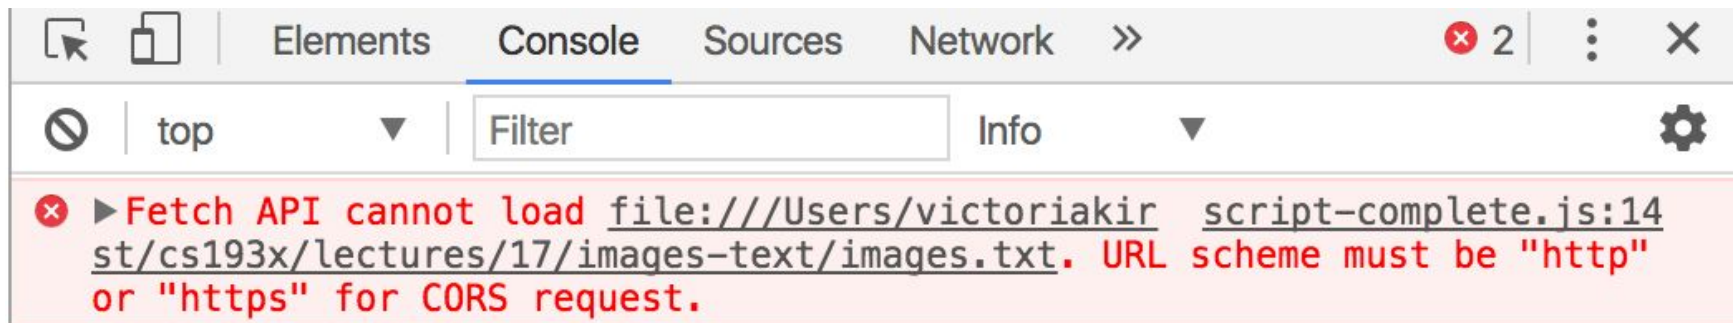 Elements Console Sources Network » 2
top Filter Info
Fetch API cannot load file:///Users/victoriakir script-complete.js:14
st/cs193x/lectures/17/images-text/images.txt. URL scheme must be "http"
or "https" for CORS request.